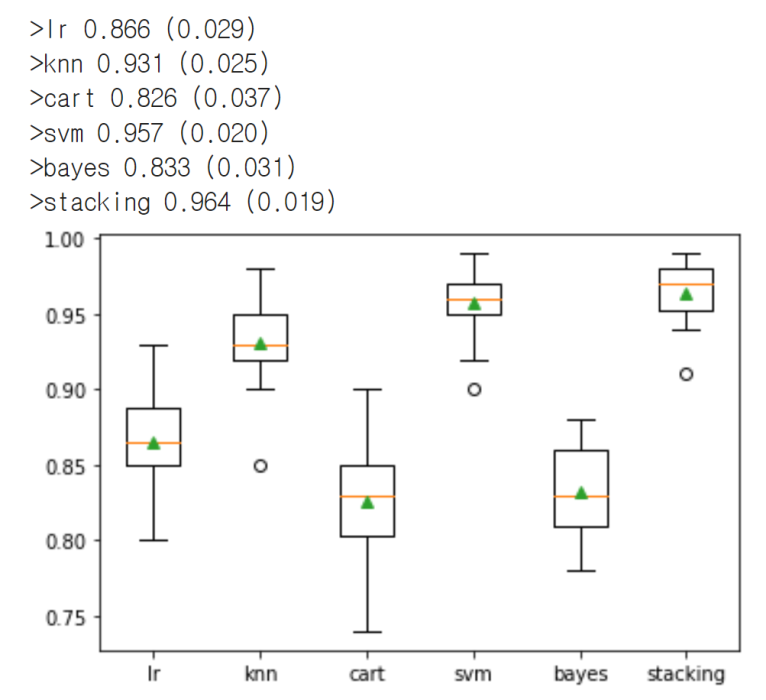 >lr 0.866 (0.029)
>knn 0.931 (0.025)
>cart 0.826 (0.037)
>svm 0.957 (0.020)
>bayes 0.833 (0.031)
>stacking 0.964 (0.019)
1.00
0.95
0.90
0.85
0.80
0.75
lr knn cart svm bayes stacking